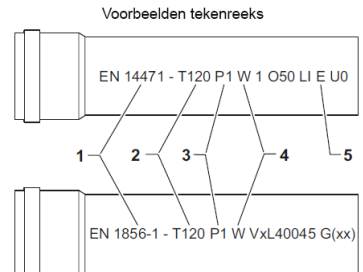 Voorbeelden tekenreeks
EN 14471 - T120 P1 W 1 O50 LI E U0
1 2 3 4 5
EN 1856-1 - T120 P1 W VxL40045 G(xx)